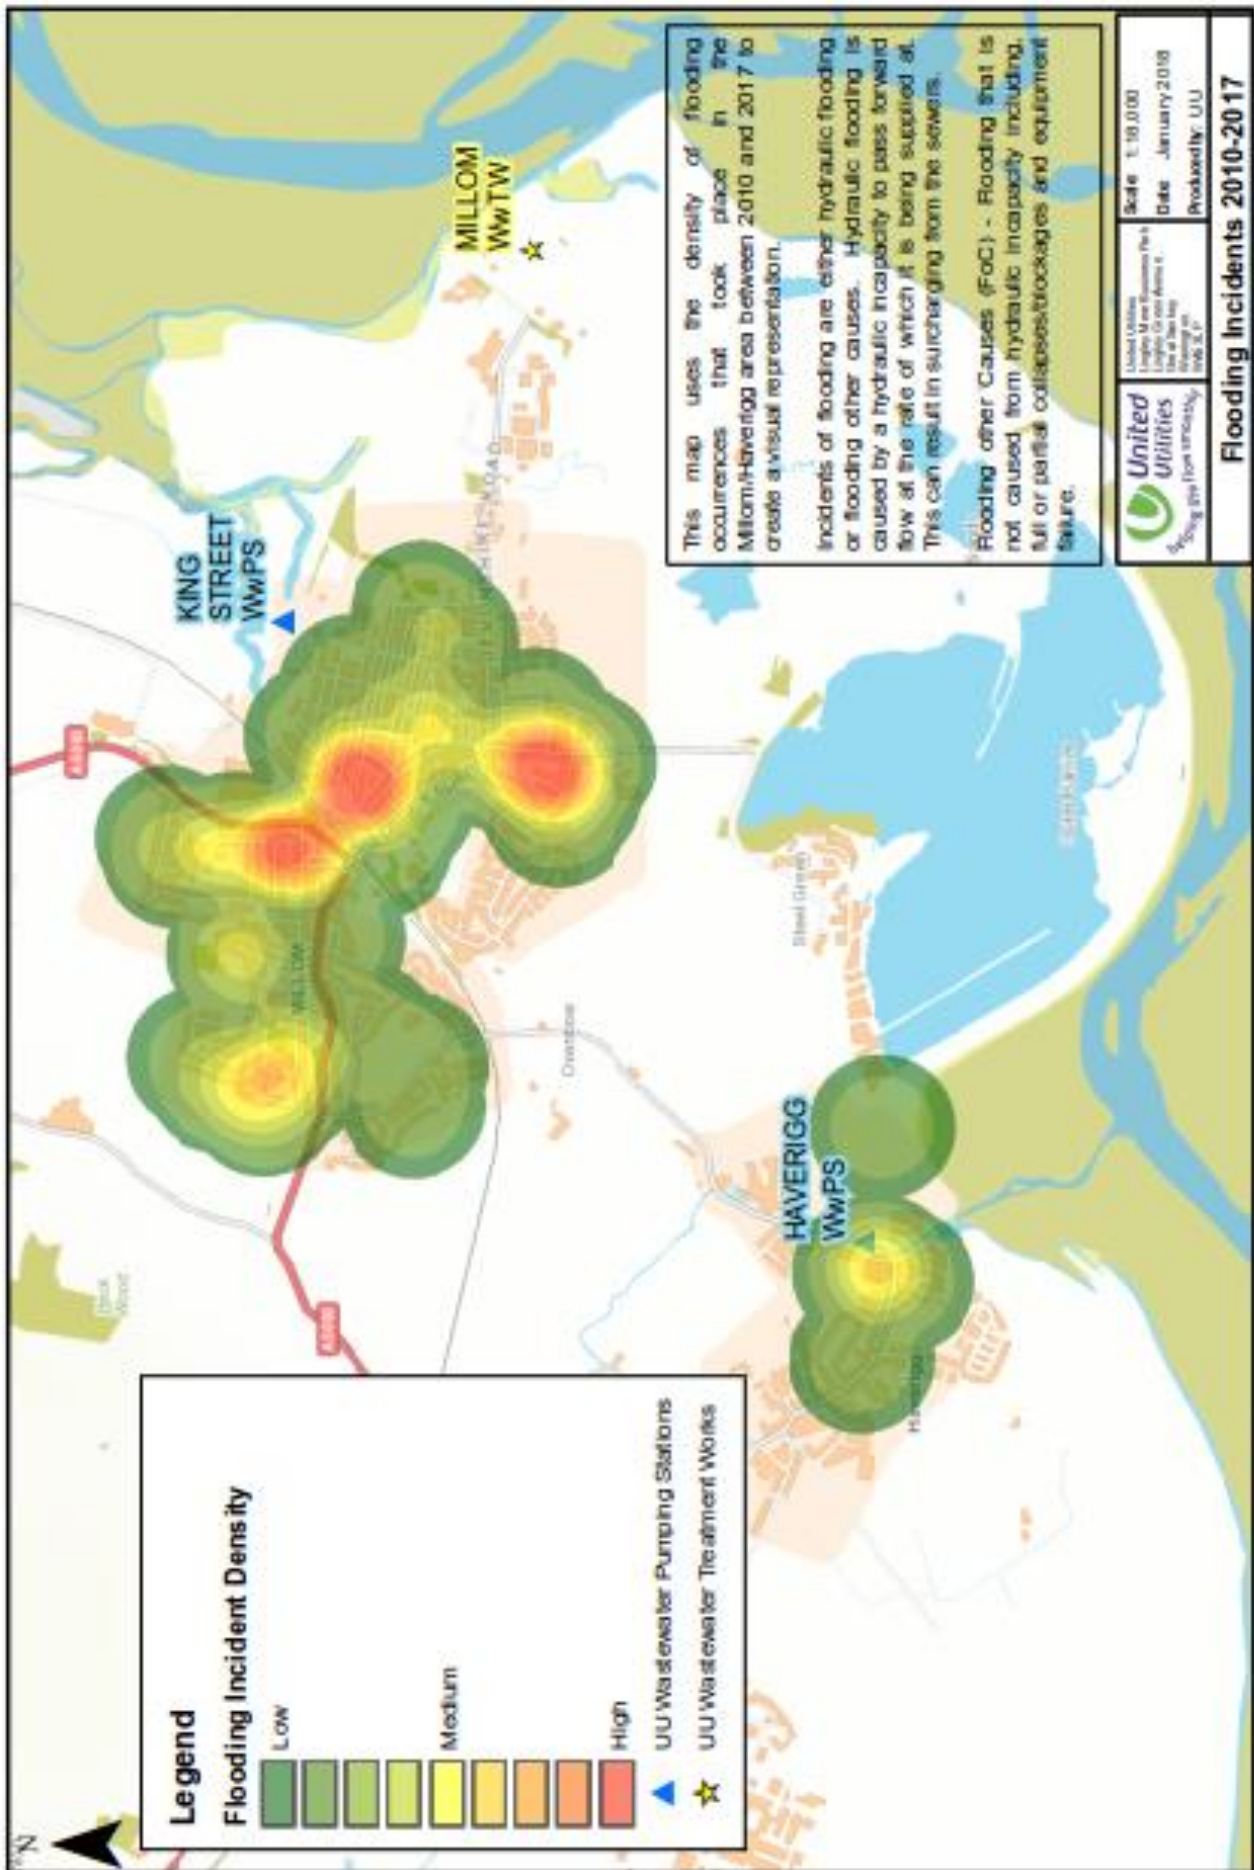 N
Legend
Flooding Incident Density
Low
Medium
High
UU Wastewater Pumping Stations
UU Wastewater Treatment Works
KING
STREET
WwPS
MILLOM
WwTW
MILLOM
Steel Green
HAVERIGG
WwPS
Haverigg
This map uses the density of flooding
occurrences that took place in the
Millom/Haverigg area between 2010 and 2017 to
create a visual representation.
Incidents of flooding are either hydraulic flooding
or flooding other causes. Hydraulic flooding is
caused by a hydraulic incapacity to pass forward
flow at the rate of which it is being supplied at.
This can result in surcharging from the sewers.
Flooding other Causes (FoC) - Flooding that is
not caused from hydraulic incapacity including,
full or partial collapses/blockages and equipment
failure.
United
Utilities
United Utilities
Scale 1:18,000
Date January 2018
Produced by: UU
Flooding Incidents 2010-2017